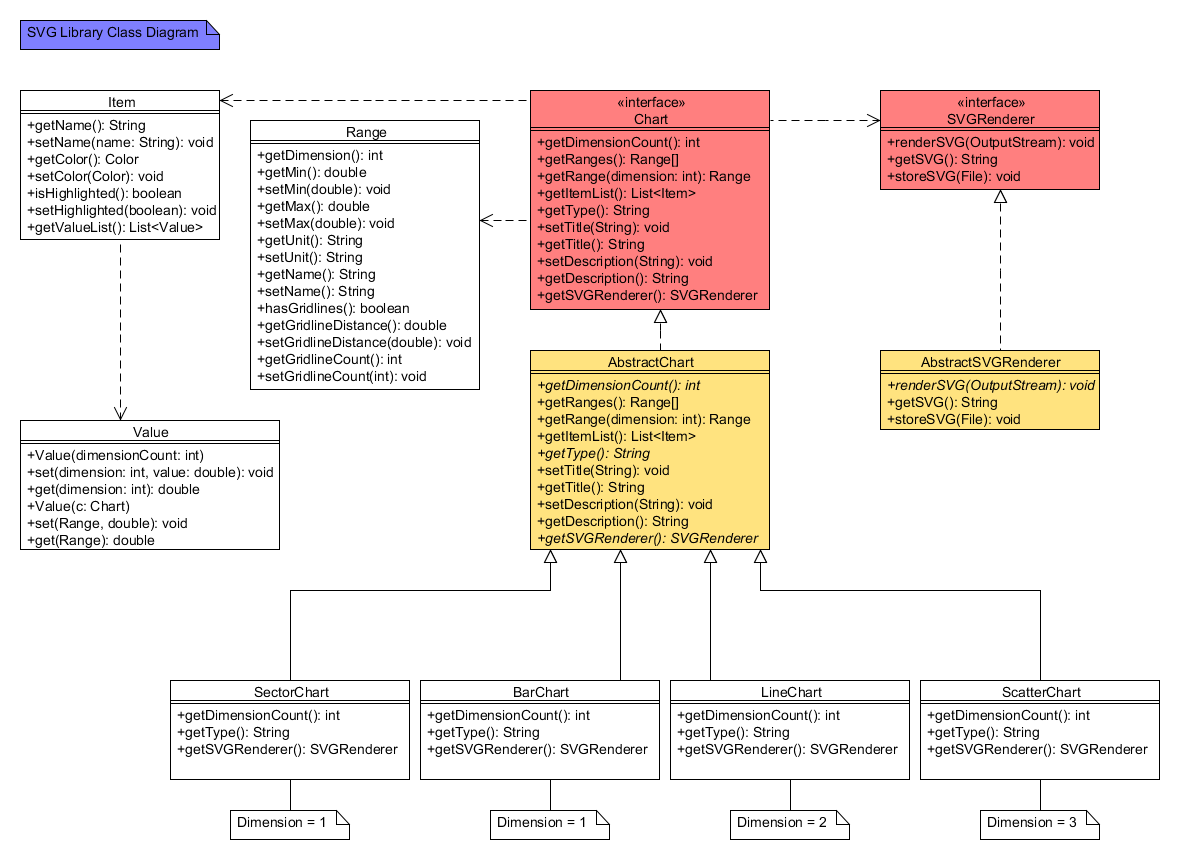 SVG Library Class Diagram
Item
+getName(): String
+setName(name: String): void
+getColor(): Color
+setColor(Color): void
+isHighlighted(): boolean
+setHighlighted(boolean): void
+getValueList(): List<Value>
Range
+getDimension(): int
+getMin(): double
+setMin(double): void
+getMax(): double
+setMax(double): void
+getUnit(): String
+setUnit(): String
+getName(): String
+setName(): String
+hasGridlines(): boolean
+getGridlineDistance(): double
+setGridlineDistance(double): void
+getGridlineCount(): int
+setGridlineCount(int): void
«interface»
Chart
+getDimensionCount(): int
+getRanges(): Range[]
+getRange(dimension: int): Range
+getItemList(): List<Item>
+getType(): String
+setTitle(String): void
+getTitle(): String
+setDescription(String): void
+getDescription(): String
+getSVGRenderer(): SVGRenderer
«interface»
SVGRenderer
+renderSVG(OutputStream): void
+getSVG(): String
+storeSVG(File): void
Value
+Value(dimensionCount: int)
+set(dimension: int, value: double): void
+get(dimension: int): double
+Value(c: Chart)
+set(Range, double): void
+get(Range): double
AbstractChart
+getDimensionCount(): int
+getRanges(): Range[]
+getRange(dimension: int): Range
+getItemList(): List<Item>
+getType(): String
+setTitle(String): void
+getTitle(): String
+setDescription(String): void
+getDescription(): String
+getSVGRenderer(): SVGRenderer
AbstractSVGRenderer
+renderSVG(OutputStream): void
+getSVG(): String
+storeSVG(File): void
SectorChart
+getDimensionCount(): int
+getType(): String
+getSVGRenderer(): SVGRenderer
BarChart
+getDimensionCount(): int
+getType(): String
+getSVGRenderer(): SVGRenderer
LineChart
+getDimensionCount(): int
+getType(): String
+getSVGRenderer(): SVGRenderer
ScatterChart
+getDimensionCount(): int
+getType(): String
+getSVGRenderer(): SVGRenderer
Dimension = 1
Dimension = 1
Dimension = 2
Dimension = 3